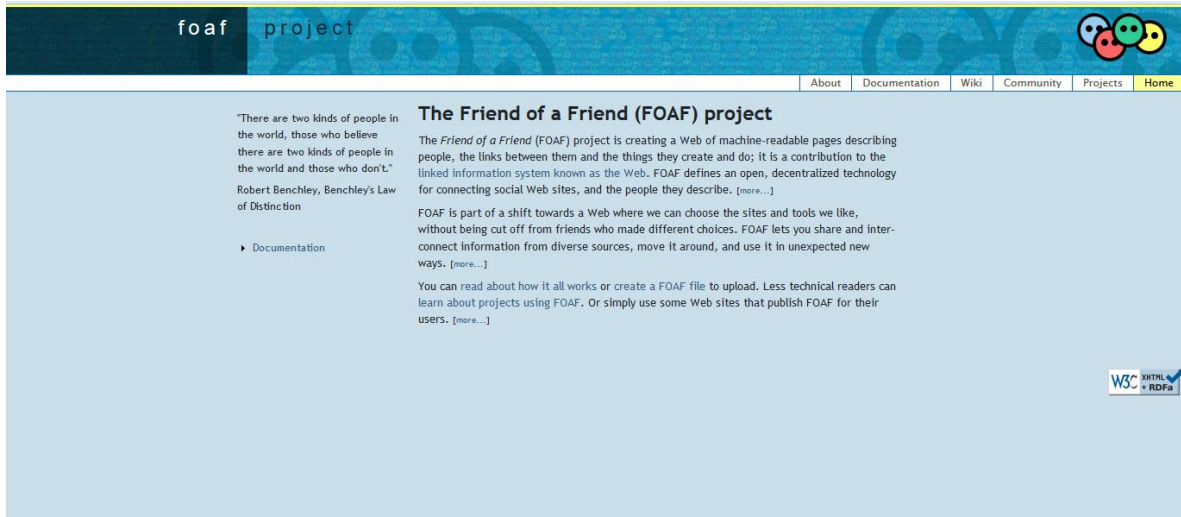 foaf project
About Documentation Wiki Community Projects Home
"There are two kinds of people in
the world, those who believe
there are two kinds of people in
the world and those who don't."
Robert Benchley, Benchley's Law
of Distinction
Documentation
The Friend of a Friend (FOAF) project
The Friend of a Friend (FOAF) project is creating a Web of machine-readable pages describing
people, the links between them and the things they create and do; it is a contribution to the
linked information system known as the Web. FOAF defines an open, decentralized technology
for connecting social Web sites, and the people they describe. [more...]
FOAF is part of a shift towards a Web where we can choose the sites and tools we like,
without being cut off from friends who made different choices. FOAF lets you share and inter-
connect information from diverse sources, move it around, and use it in unexpected new
ways. [more...]
You can read about how it all works or create a FOAF file to upload. Less technical readers can
learn about projects using FOAF. Or simply use some Web sites that publish FOAF for their
users. [more...]
W3C XHTML
+ RDFa